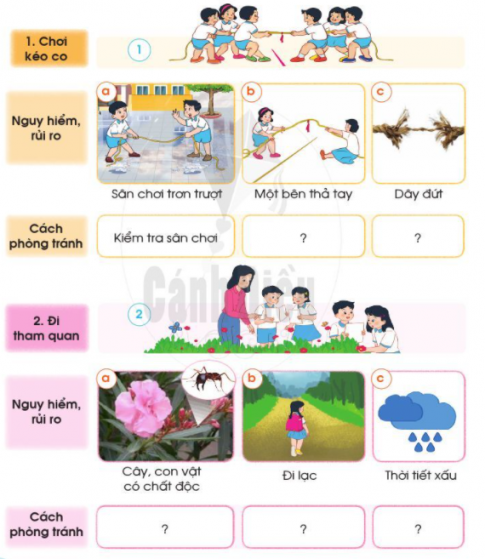 1. Chơi
kéo co
1
Nguy hiểm,
rủi ro
a
b
c
Sân chơi trơn trượt
Một bên thả tay
Dây đứt
Cách
phòng tránh
Kiểm tra sân chơi
?
?
Cánh Diều
2. Đi
tham quan
2
Nguy hiểm,
rủi ro
a
b
c
Cây, con vật
có chất độc
Đi lạc
Thời tiết xấu
Cách
phòng tránh
?
?
?